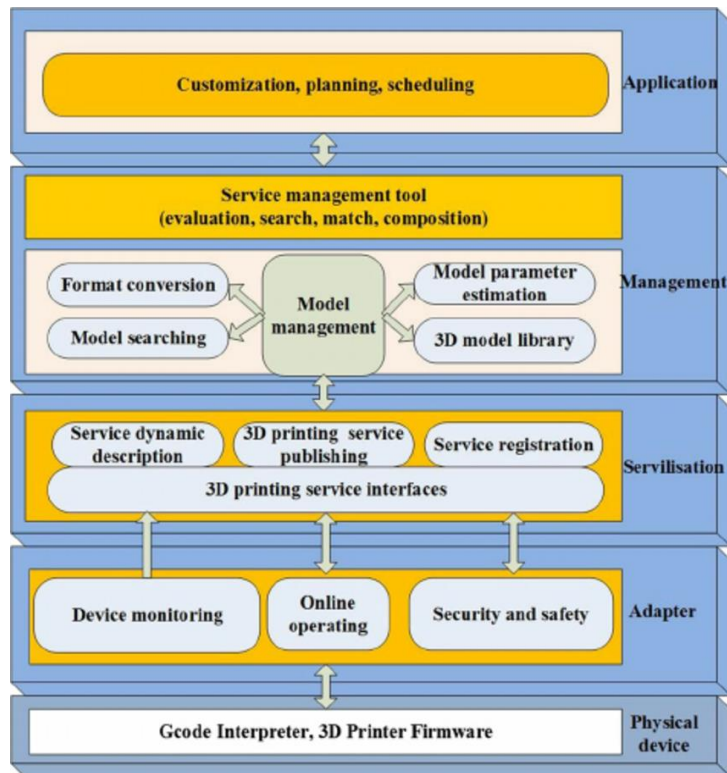 Customization, planning, scheduling
Application
Service management tool
(evaluation, search, match, composition)
Format conversion
Model searching
Model
management
Model parameter
estimation
3D model library
Management
Service dynamic
description
3D printing service
publishing
Service registration
3D printing service interfaces
Servilisation
Device monitoring
Online
operating
Security and safety
Adapter
Gcode Interpreter, 3D Printer Firmware
Physical
device